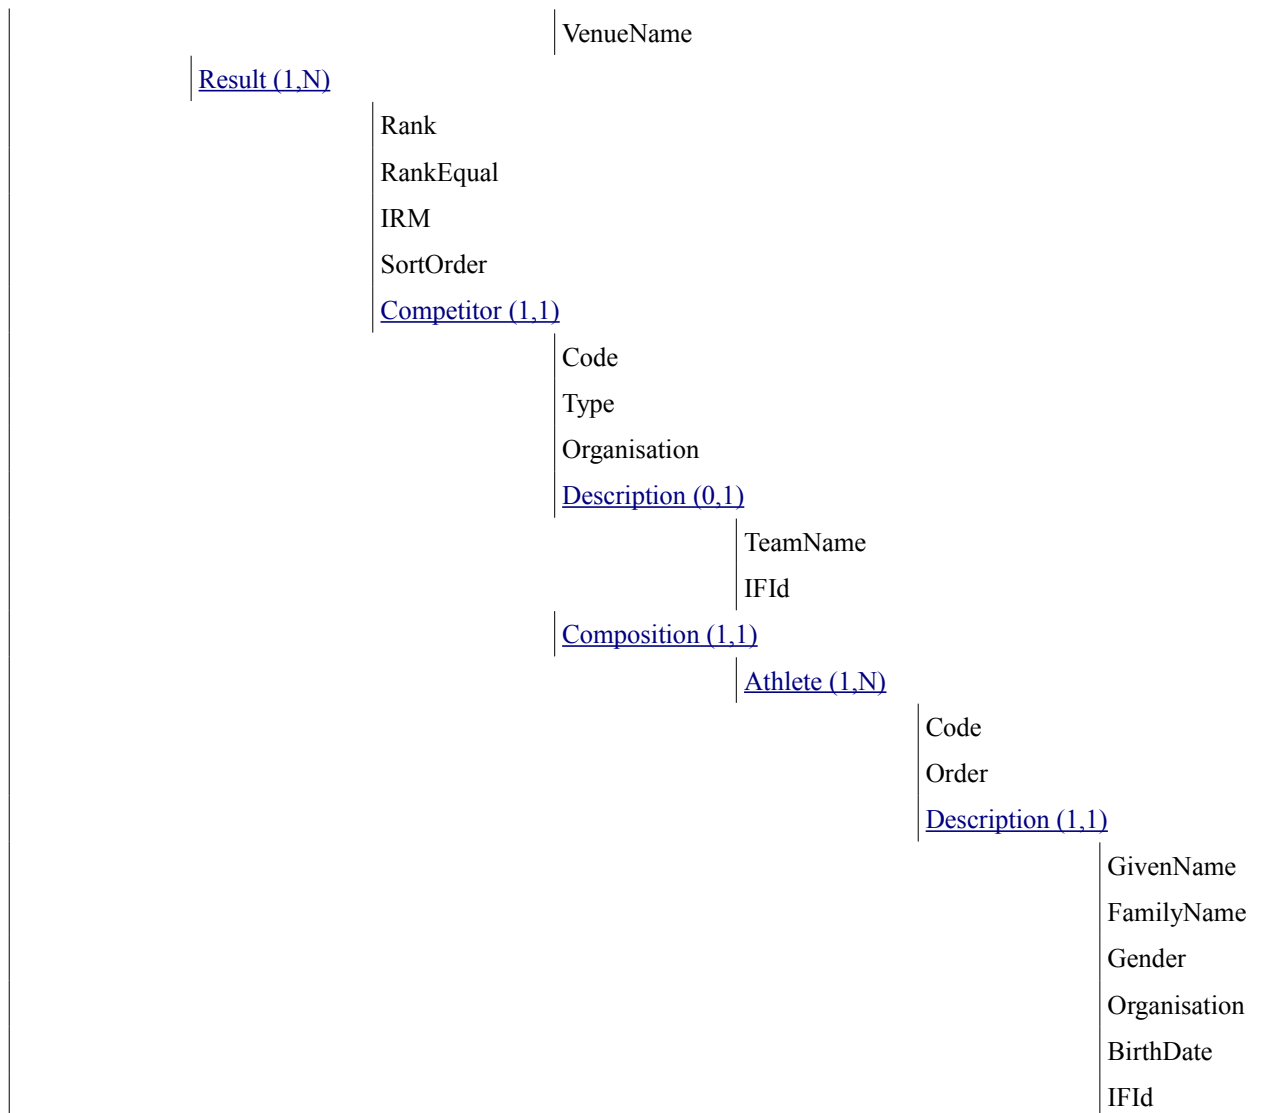 VenueName
Result (1,N)
Rank
RankEqual
IRM
SortOrder
Competitor (1,1)
Code
Type
Organisation
Description (0,1)
TeamName
IFId
Composition (1,1)
Athlete (1,N)
Code
Order
Description (1,1)
GivenName
FamilyName
Gender
Organisation
BirthDate
IFId